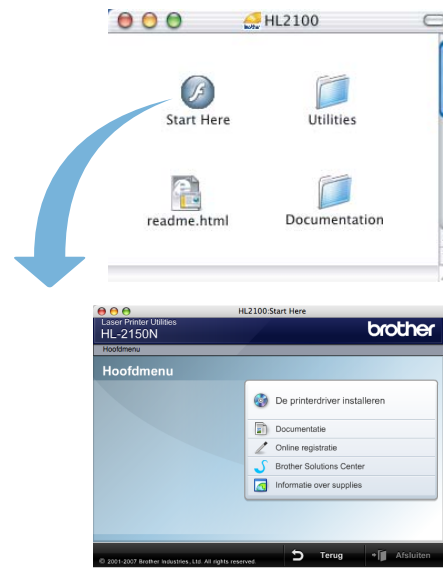 HL2100
Start Here
Utilities
readme.html
Documentation
HL2100:Start Here
Laser Printer Utilities
HL-2150N
brother
Hoofdmenu
Hoofdmenu
De printerdriver installeren
Documentatie
Online registratie
Brother Solutions Center
Informatie over supplies
© 2001-2007 Brother Industries, Ltd. All rights reserved.
Terug
Afsluiten